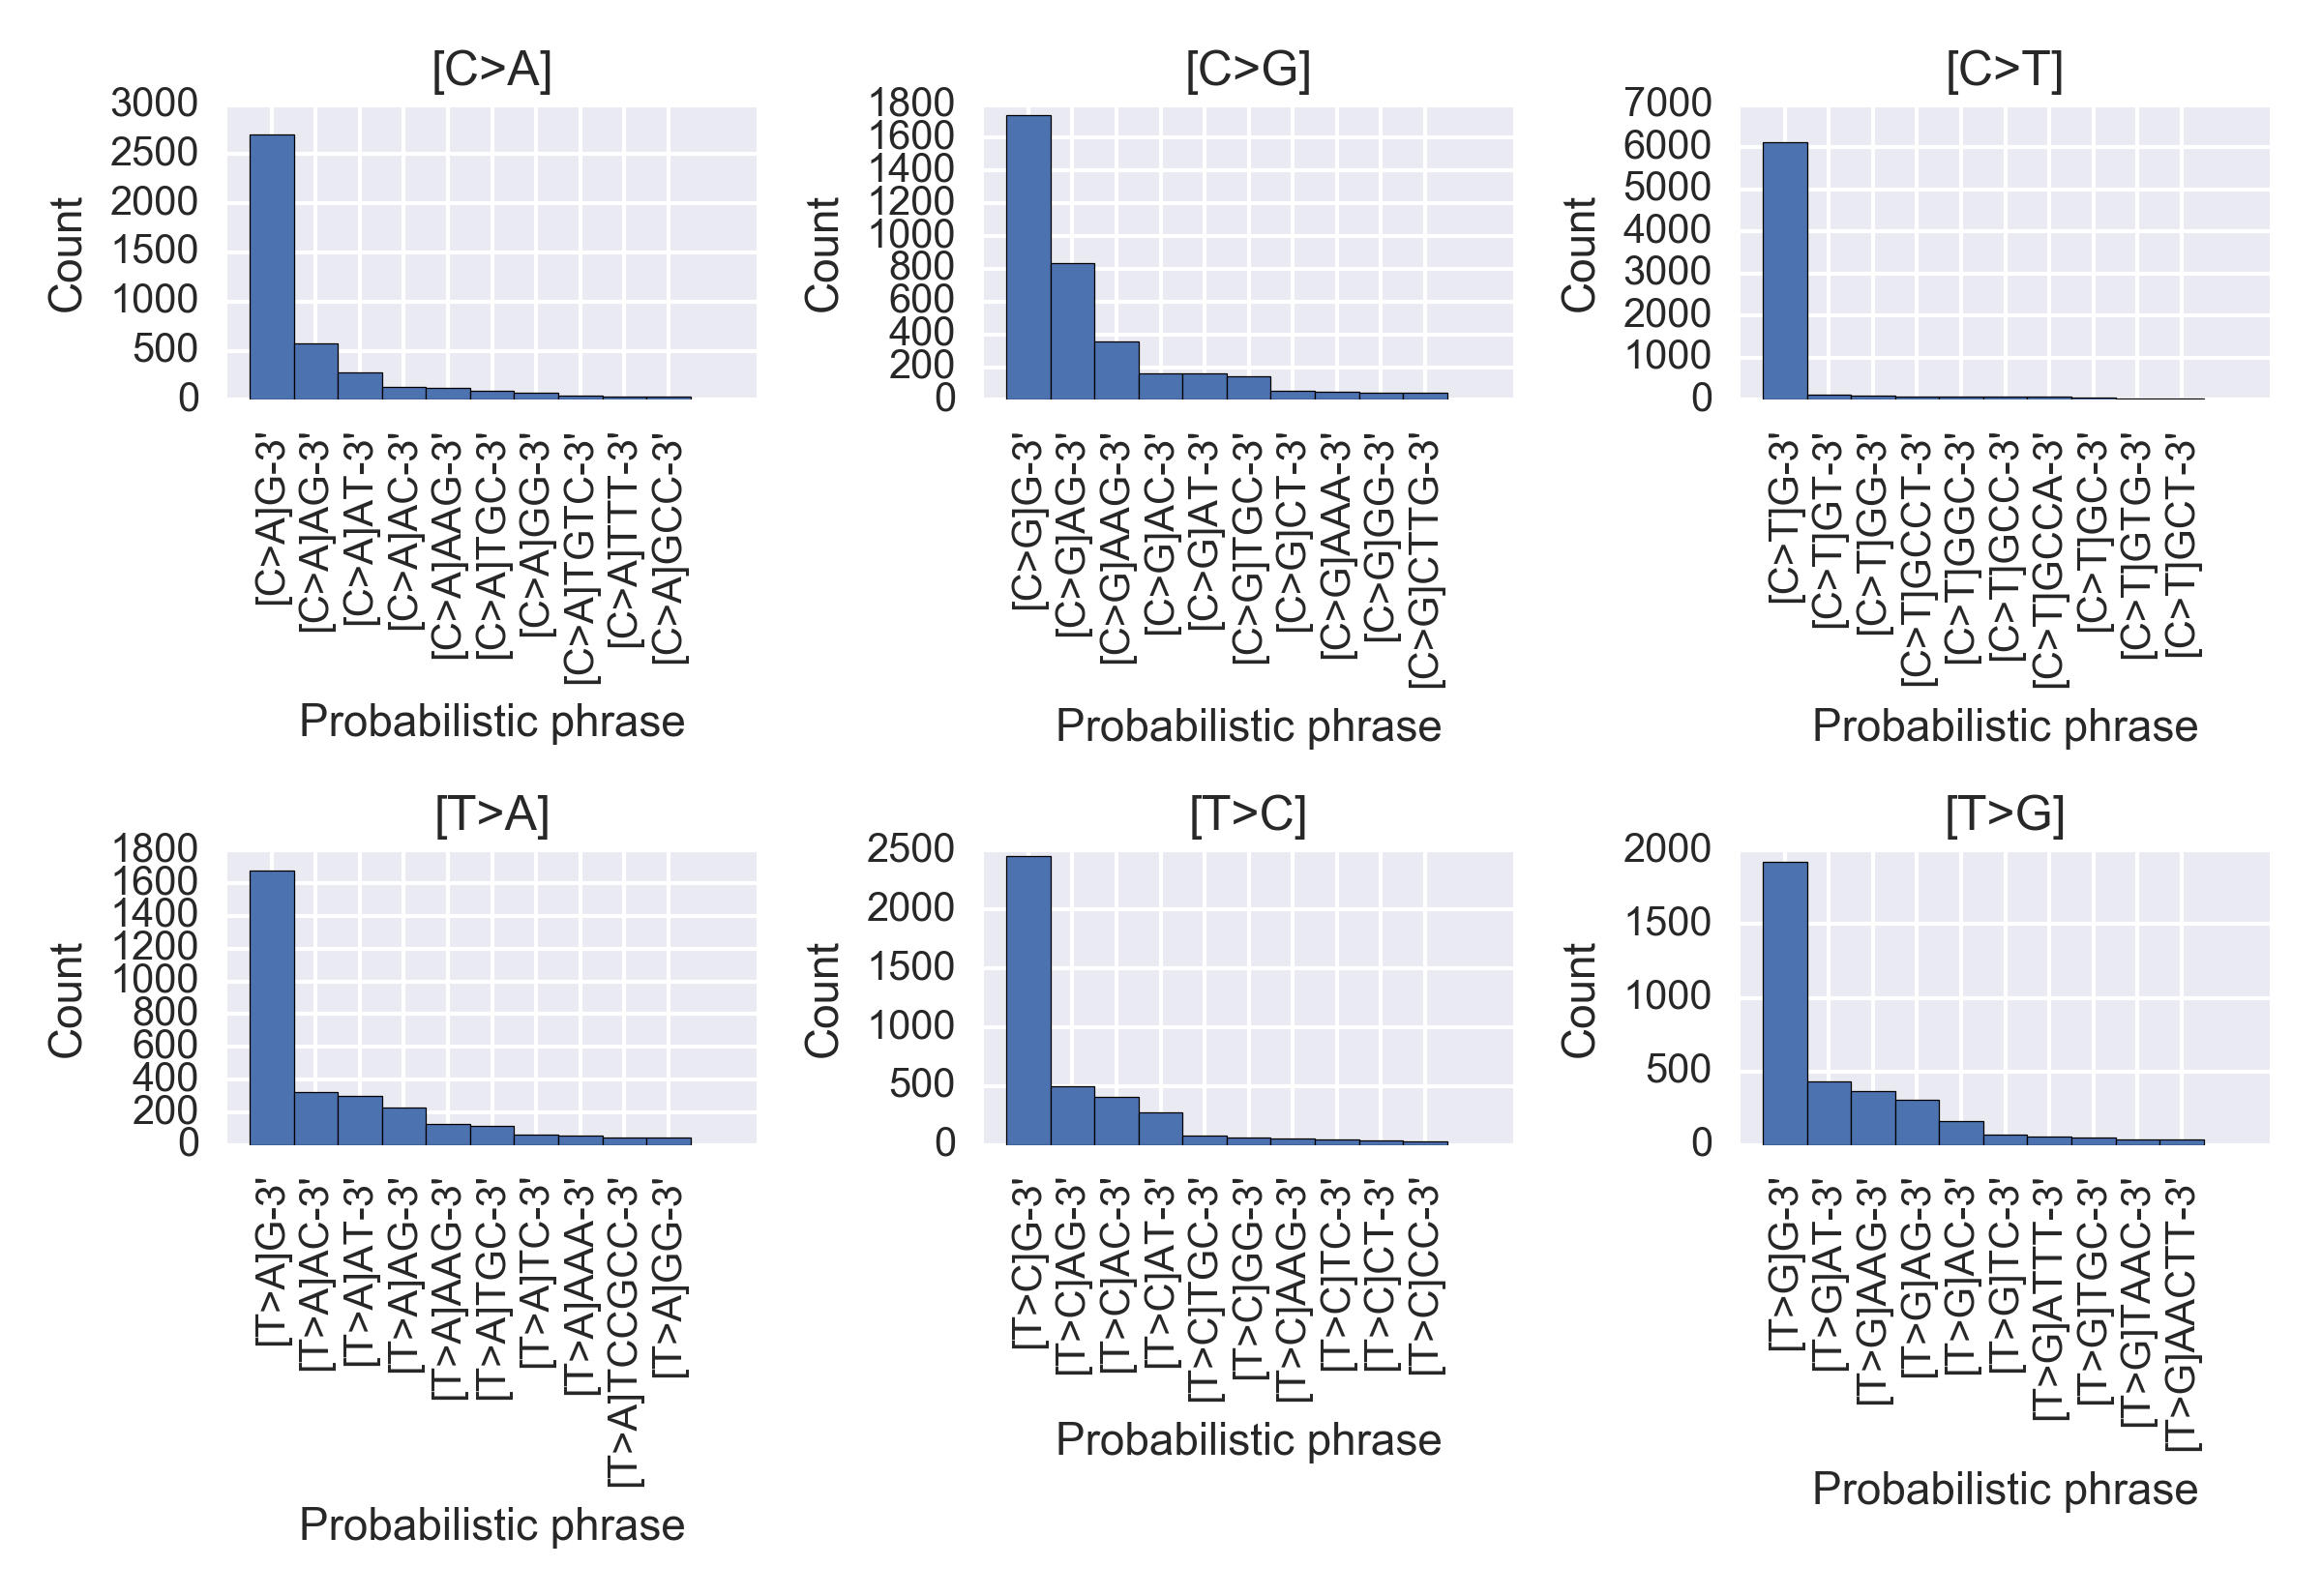 [C>A]
3000
2500
2000
1500
1000
500
0
Count
[C>A]G-3'
[C>A]AG-3'
[C>A]AT-3'
[C>A]AC-3'
[C>A]AAG-3'
[C>A]TGC-3'
[C>A]GG-3'
[C>A]TGTC-3'
[C>A]TTT-3'
[C>A]GCC-3'
Probabilistic phrase
[C>G]
1800
1600
1400
1200
1000
800
600
400
200
0
Count
[C>G]G-3'
[C>G]AG-3'
[C>G]AAG-3'
[C>G]AC-3'
[C>G]AT-3'
[C>G]TGC-3'
[C>G]CT-3'
[C>G]AAA-3'
[C>G]GG-3'
[C>G]CTTG-3'
Probabilistic phrase
[C>T]
7000
6000
5000
4000
3000
2000
1000
0
Count
[C>T]G-3'
[C>T]GT-3'
[C>T]GG-3'
[C>T]GCCT-3'
[C>T]GGC-3'
[C>T]GCC-3'
[C>T]GCCA-3'
[C>T]GC-3'
[C>T]GTG-3'
[C>T]GCT-3'
Probabilistic phrase
[T>A]
1800
1600
1400
1200
1000
800
600
400
200
0
Count
[T>A]G-3'
[T>A]AC-3'
[T>A]AT-3'
[T>A]AG-3'
[T>A]AAG-3'
[T>A]TGC-3'
[T>A]TC-3'
[T>A]AAA-3'
[T>A]TCCGCC-3'
[T>A]GG-3'
Probabilistic phrase
[T>C]
2500
2000
1500
1000
500
0
Count
[T>C]G-3'
[T>C]AG-3'
[T>C]AC-3'
[T>C]AT-3'
[T>C]TGC-3'
[T>C]GG-3'
[T>C]AAG-3'
[T>C]TC-3'
[T>C]CT-3'
[T>C]CC-3'
Probabilistic phrase
[T>G]
2000
1500
1000
500
0
Count
[T>G]G-3'
[T>G]AT-3'
[T>G]AAG-3'
[T>G]AG-3'
[T>G]AC-3'
[T>G]TC-3'
[T>G]ATTT-3'
[T>G]TGC-3'
[T>G]TAAC-3'
[T>G]AACTT-3'
Probabilistic phrase